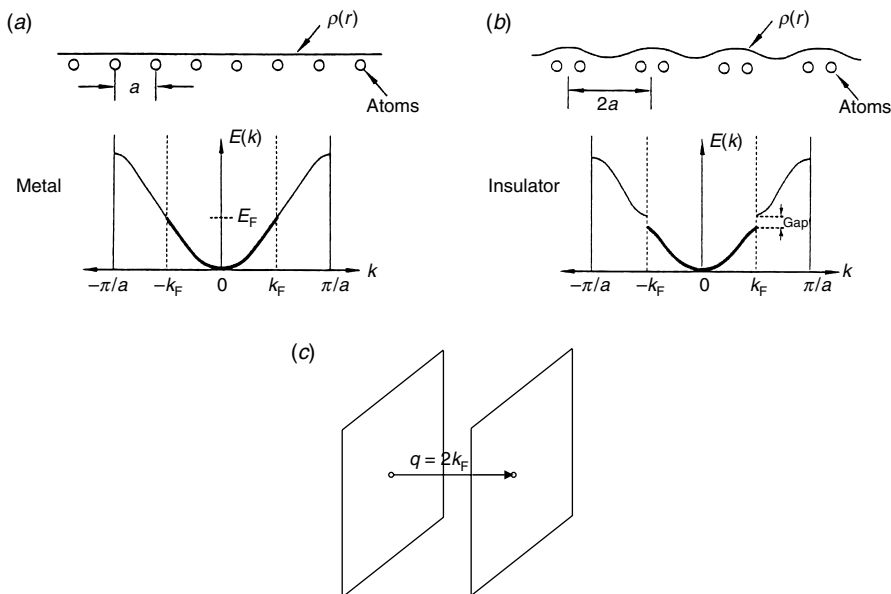 (a)
ρ(r)
a
Atoms
E(k)
Metal
E_F
k
−π/a
−k_F
0
k_F
π/a
(b)
ρ(r)
2a
Atoms
E(k)
Insulator
Gap
k
−π/a
−k_F
0
k_F
π/a
(c)
q = 2k_F